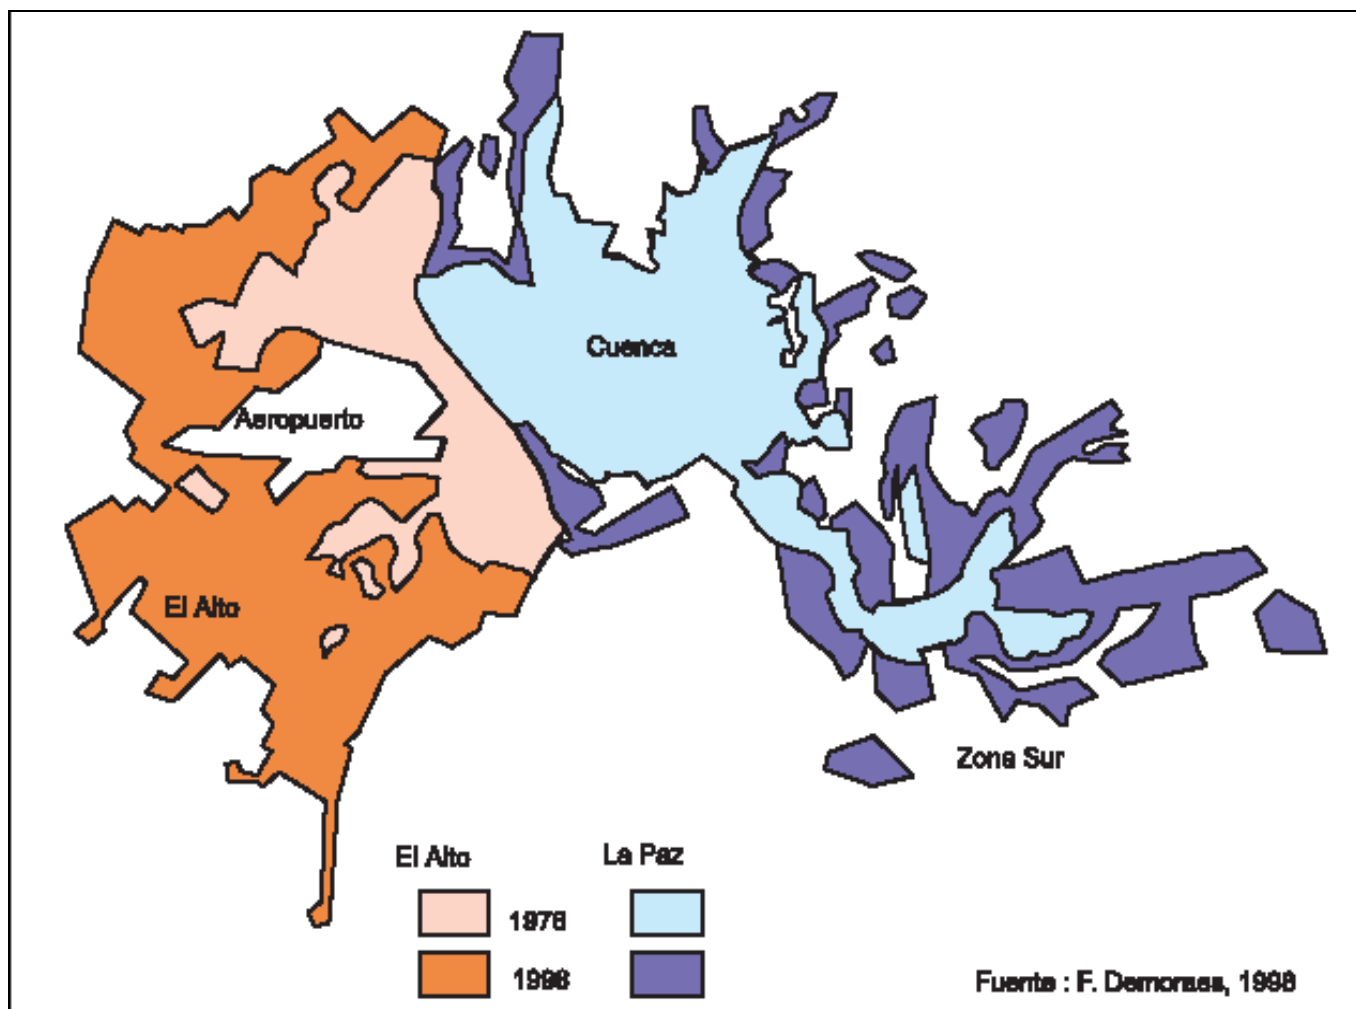 Cuenca
Aeropuerto
El Alto
Zona Sur
El Alto La Paz
1976
1998
Fuente : F. Demoraes, 1998